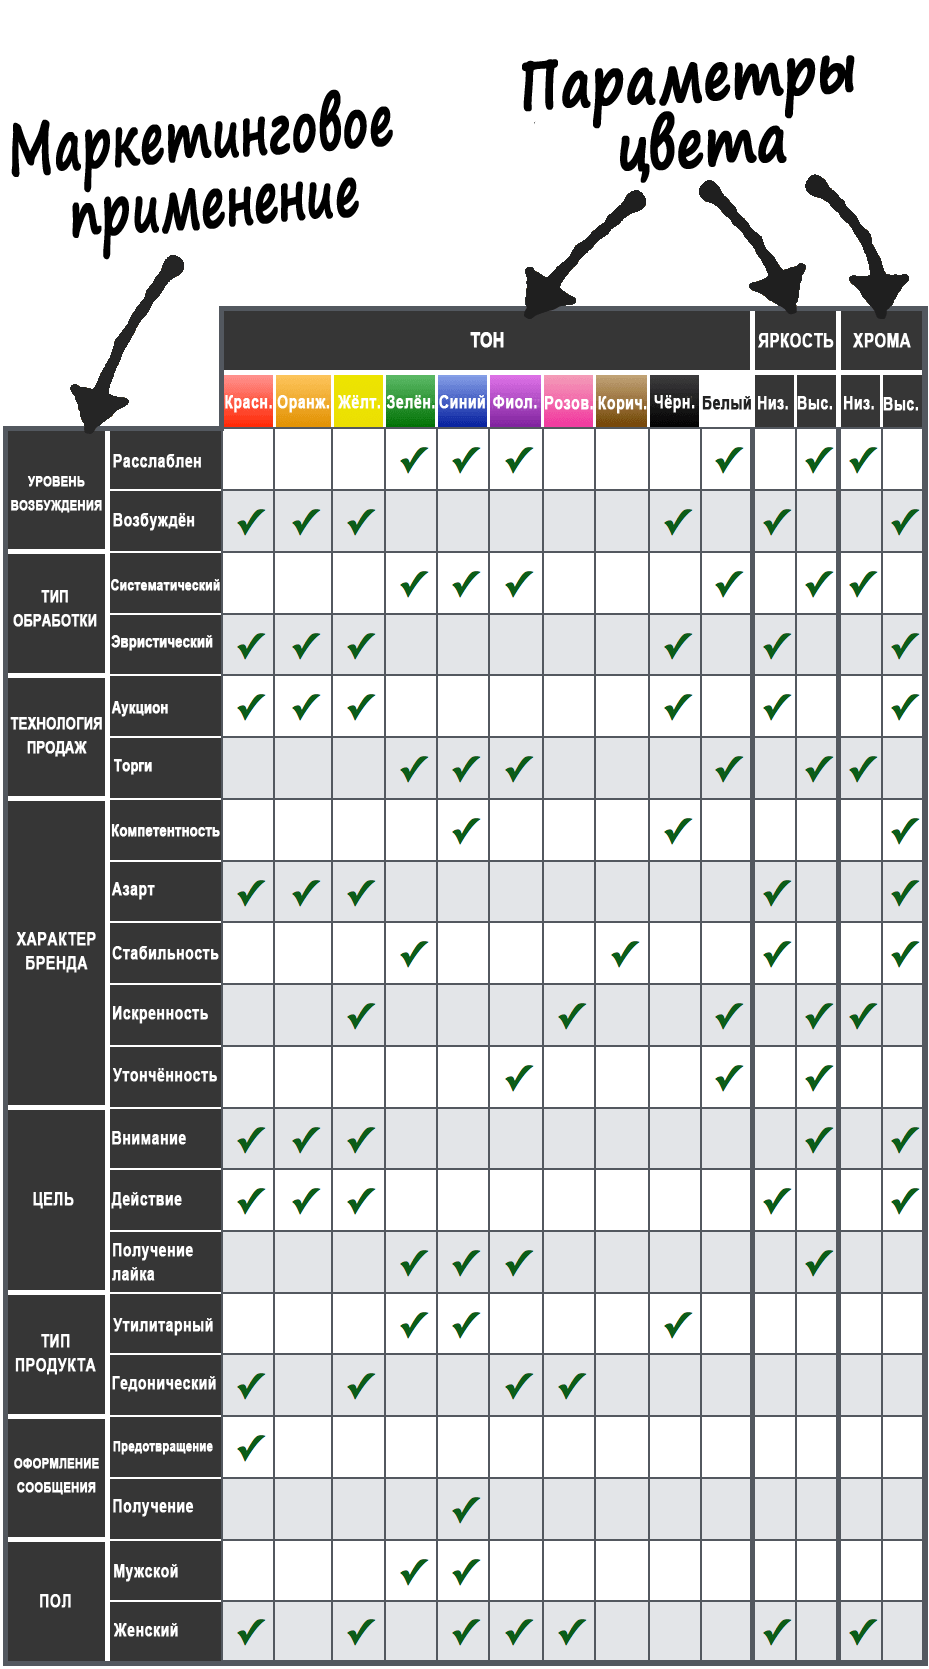 Параметры
цвета
Маркетинговое
применение
ТОН
ЯРКОСТЬ
ХРОМА
Красн. Оранж. Жёлт. Зелён. Синий Фиол. Розов. Корич. Чёрн. Белый Низ. Выс. Низ. Выс.
УРОВЕНЬ
ВОЗБУЖДЕНИЯ
Расслаблен
Возбуждён
ТИП
ОБРАБОТКИ
Систематический
Эвристический
ТЕХНОЛОГИЯ
ПРОДАЖ
Аукцион
Торги
ХАРАКТЕР
БРЕНДА
Компетентность
Азарт
Стабильность
Искренность
Утончённость
ЦЕЛЬ
Внимание
Действие
Получение
лайка
ТИП
ПРОДУКТА
Утилитарный
Гедонический
ОФОРМЛЕНИЕ
СООБЩЕНИЯ
Предотвращение
Получение
ПОЛ
Мужской
Женский